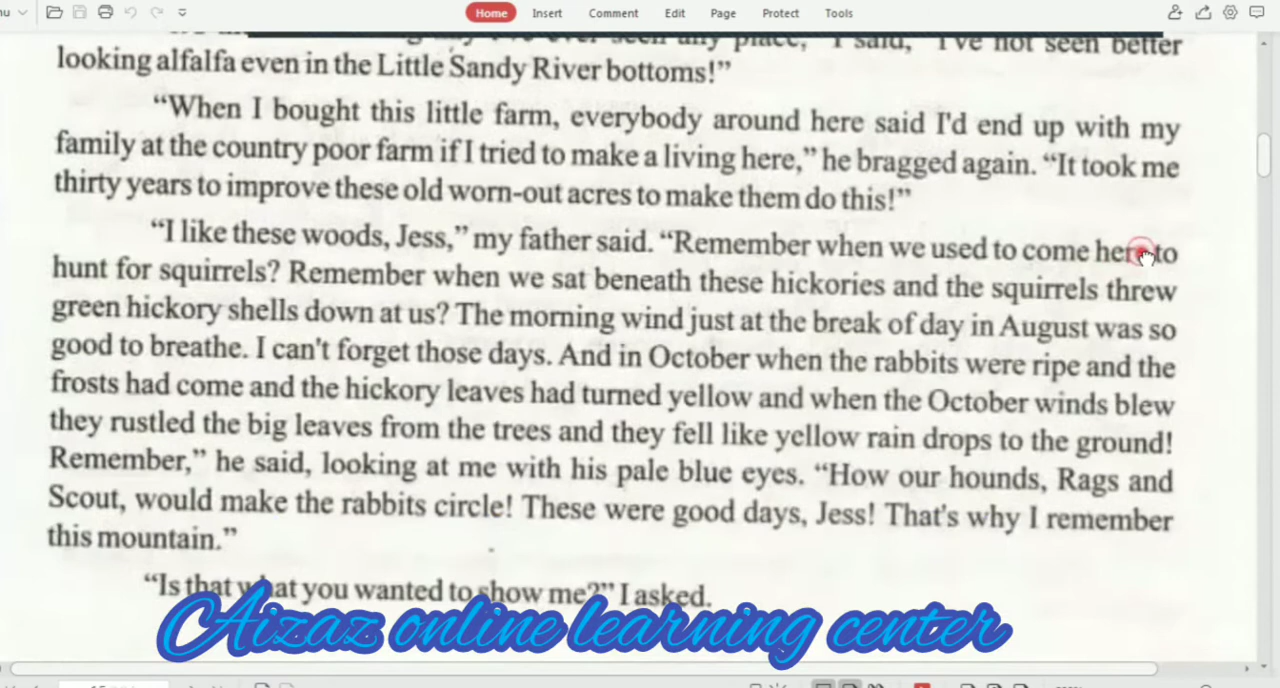 Home Insert Comment Edit Page Protect Tools
ever seen any place," I said, "I've not seen better
looking alfalfa even in the Little Sandy River bottoms!”
“When I bought this little farm, everybody around here said I'd end up with my
family at the country poor farm if I tried to make a living here,” he bragged again. “It took me
thirty years to improve these old worn-out acres to make them do this!”
“I like these woods, Jess,” my father said. “Remember when we used to come here to
hunt for squirrels? Remember when we sat beneath these hickories and the squirrels threw
green hickory shells down at us? The morning wind just at the break of day in August was so
good to breathe. I can't forget those days. And in October when the rabbits were ripe and the
frosts had come and the hickory leaves had turned yellow and when the October winds blew
they rustled the big leaves from the trees and they fell like yellow rain drops to the ground!
Remember,” he said, looking at me with his pale blue eyes. “How our hounds, Rags and
Scout, would make the rabbits circle! These were good days, Jess! That's why I remember
this mountain.”
“Is that what you wanted to show me?” I asked.
Aizaz online learning center